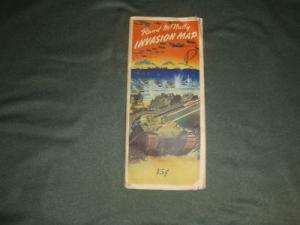 Rand McNally
INVASION MAP
15¢